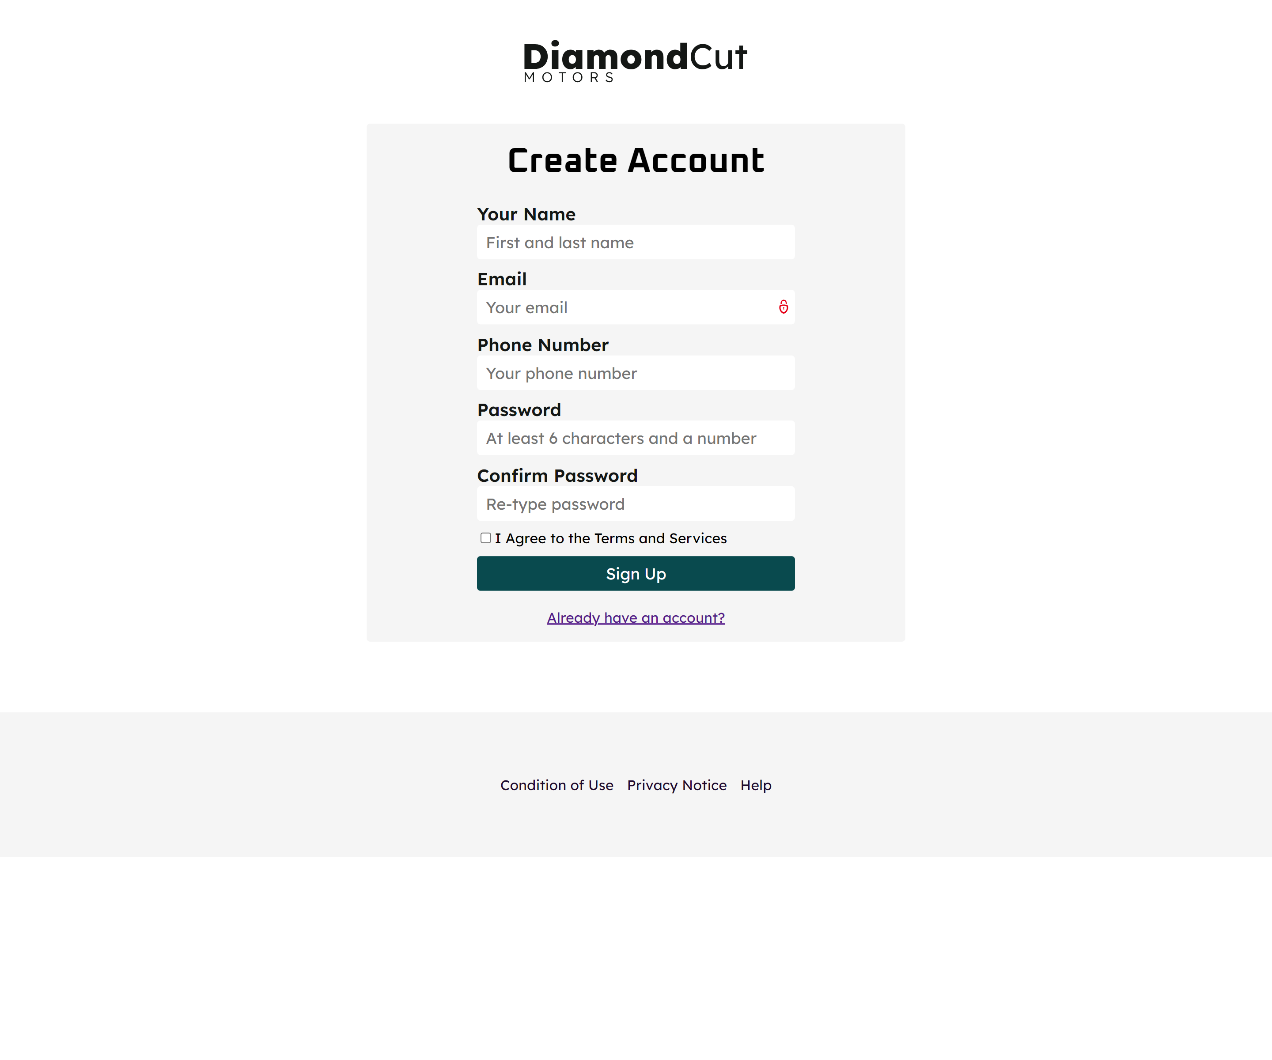 DiamondCut
MOTORS
Create Account
Your Name
First and last name
Email
Your email
Phone Number
Your phone number
Password
At least 6 characters and a number
Confirm Password
Re-type password
I Agree to the Terms and Services
Sign Up
Already have an account?
Condition of Use Privacy Notice Help